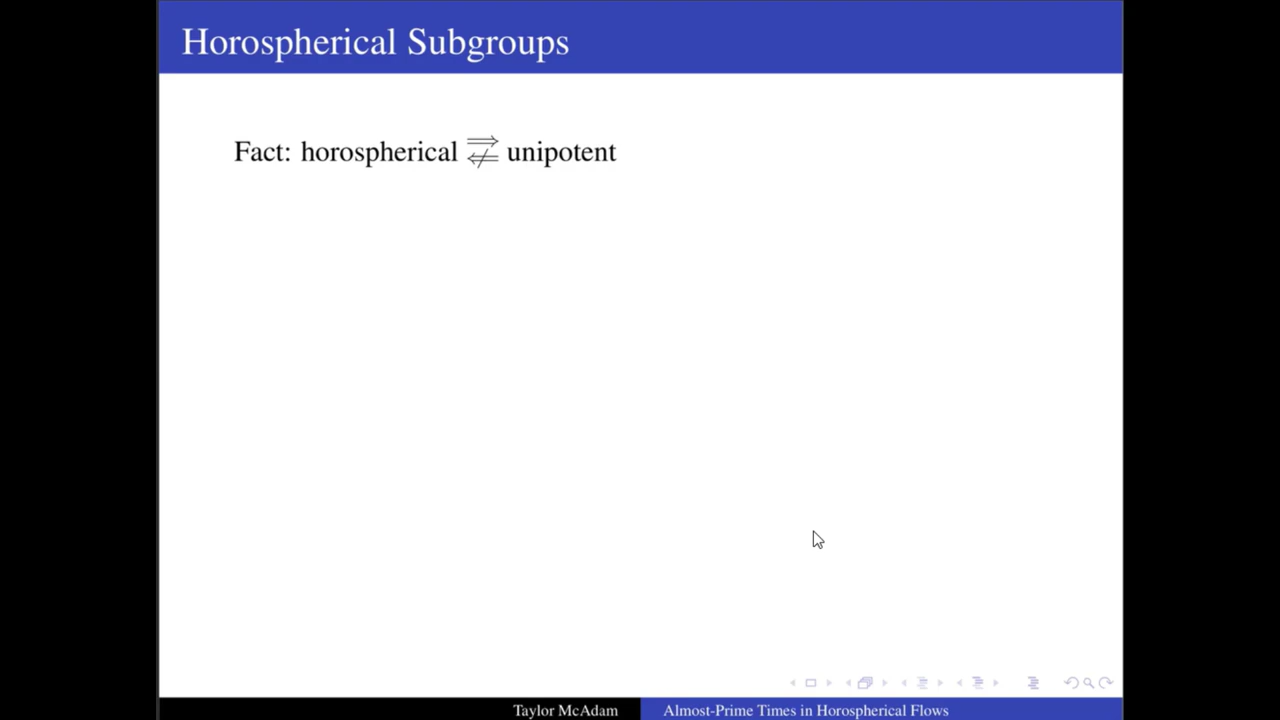 Horospherical Subgroups
Fact: horospherical ⇏⇐ unipotent
Taylor McAdam
Almost-Prime Times in Horospherical Flows